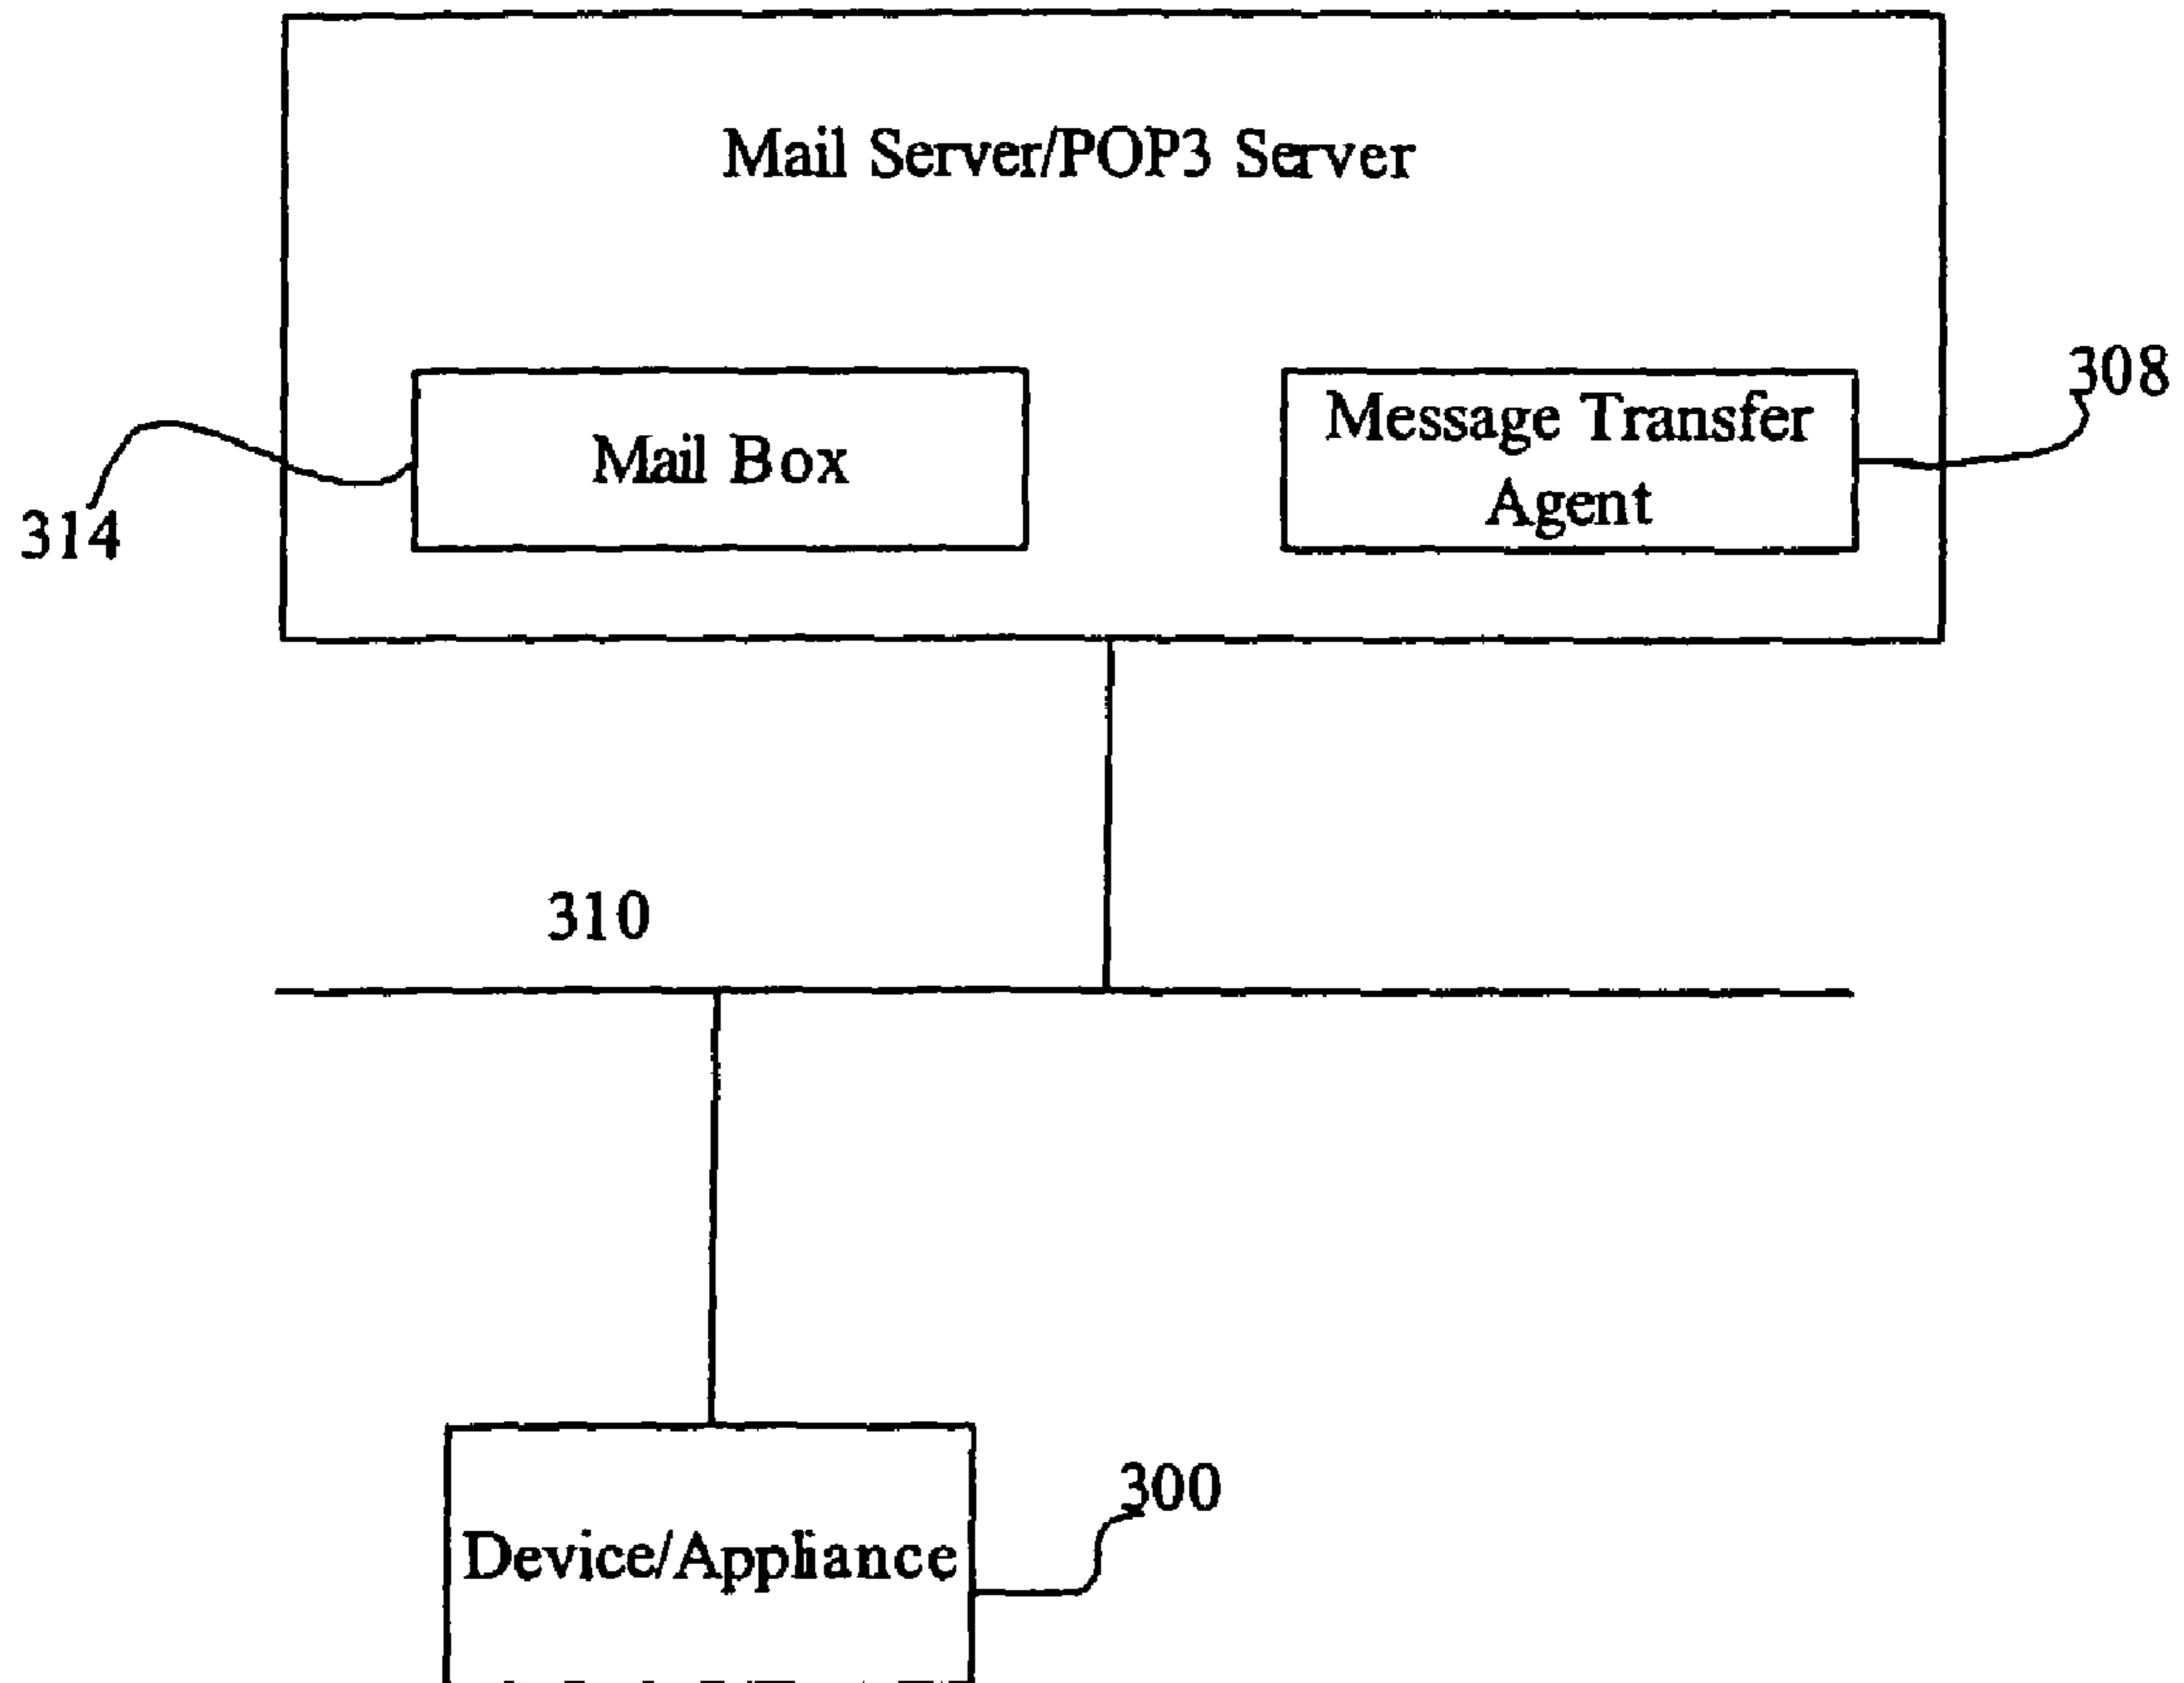 Mail Server/POP3 Server
308
Message Transfer
Agent
Mail Box
314
310
300
Device/Appliance